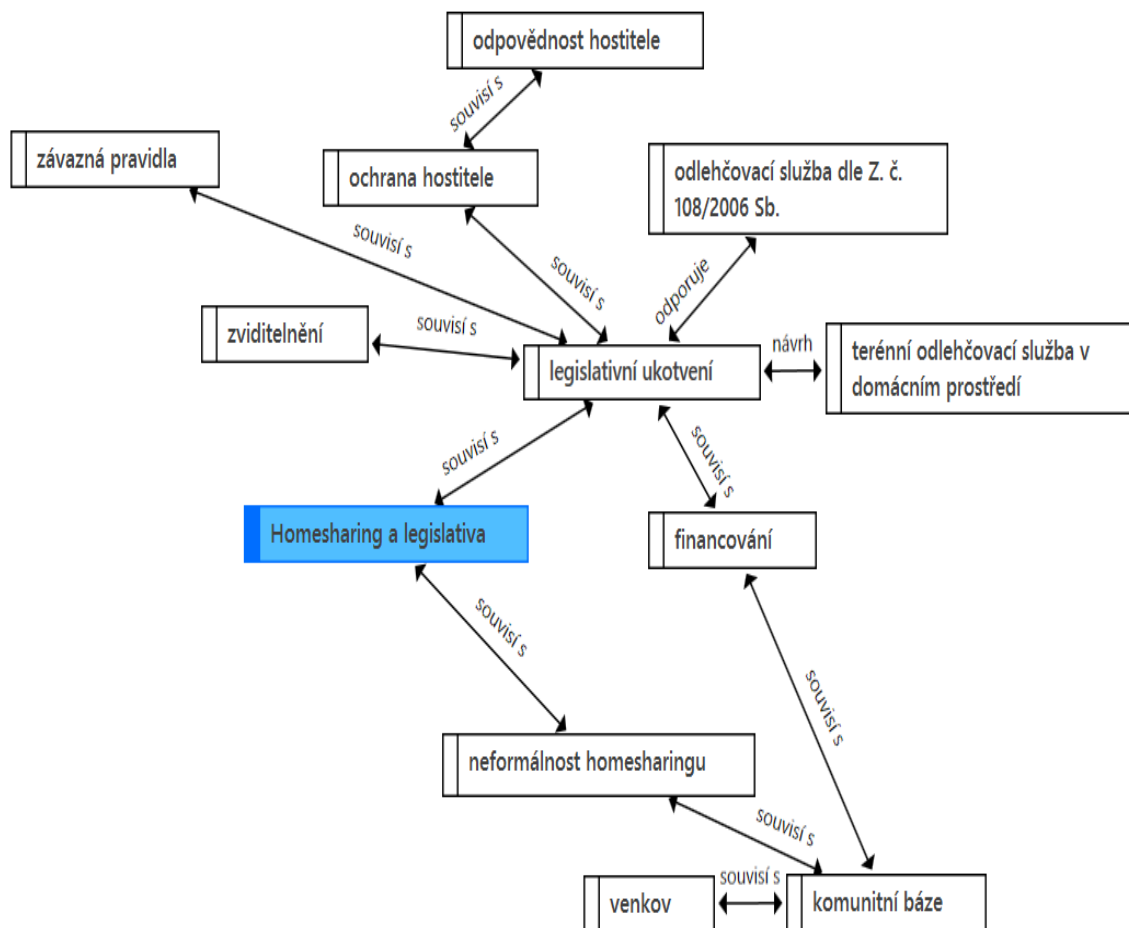 odpovědnost hostitele
souvisí s
závazná pravidla
ochrana hostitele
odlehčovací služba dle Z. č.
108/2006 Sb.
souvisí s
souvisí s
odporuje
zviditelnění
souvisí s
legislativní ukotvení
návrh
terénní odlehčovací služba v
domácím prostředí
souvisí s
souvisí s
Homesharing a legislativa
financování
souvisí s
souvisí s
neformálnost homesharingu
souvisí s
venkov
souvisí s
komunitní báze